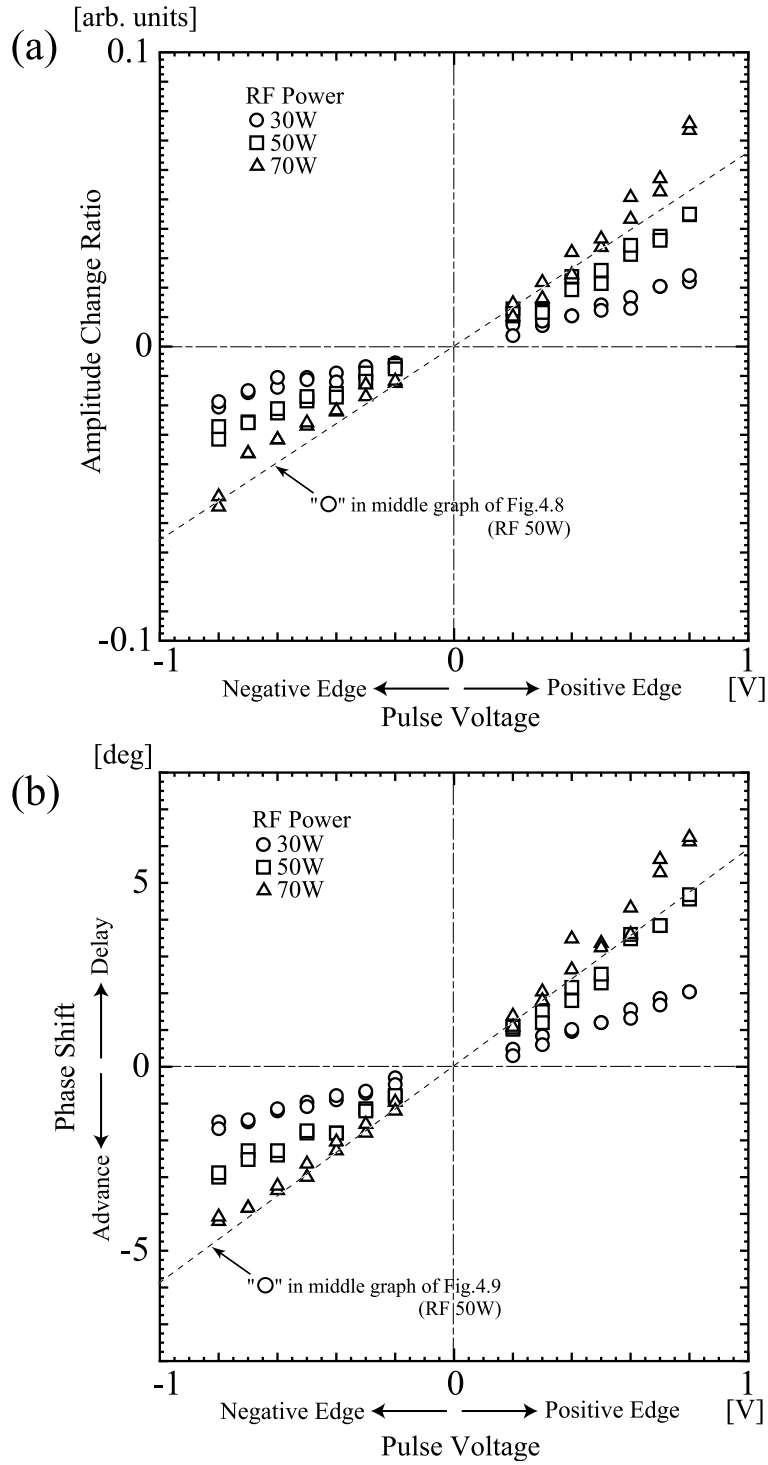 [arb. units]
(a)
0.1
RF Power
30W
50W
70W
Amplitude Change Ratio
0
"○" in middle graph of Fig.4.8
(RF 50W)
-0.1
-1
0
1
Negative Edge
Positive Edge
[V]
Pulse Voltage
[deg]
(b)
RF Power
30W
50W
70W
5
Delay
Phase Shift
0
Advance
-5
"○" in middle graph of Fig.4.9
(RF 50W)
-1
0
1
Negative Edge
Positive Edge
[V]
Pulse Voltage